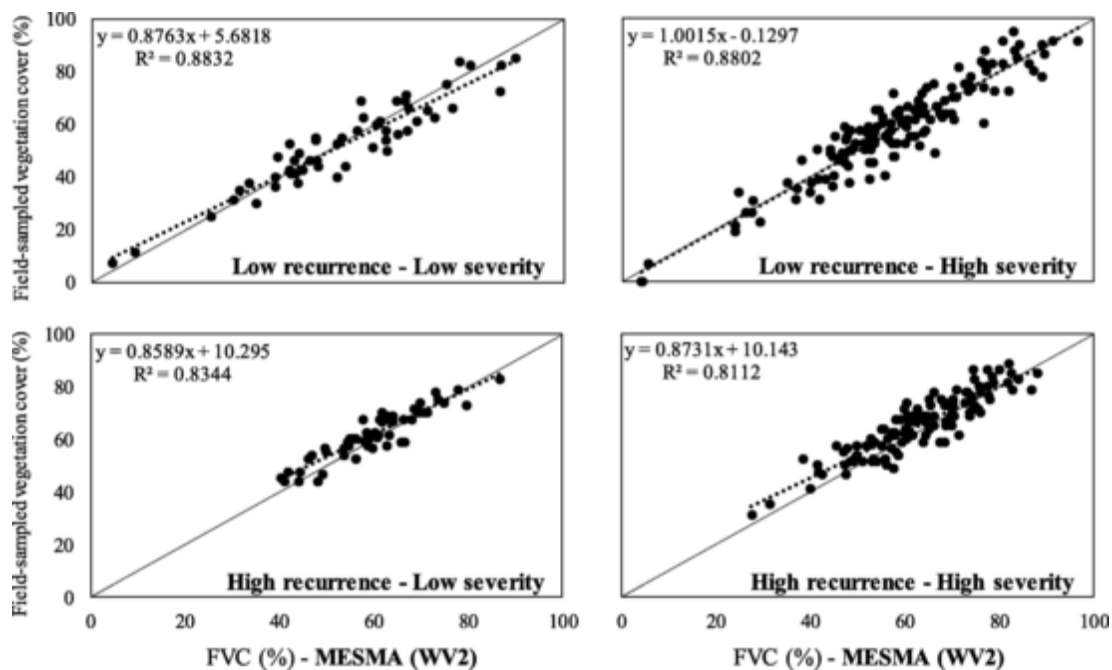 100
80
60
40
20
0
Field-sampled vegetation cover (%)
y = 0.8763x + 5.6818
R² = 0.8832
Low recurrence - Low severity
y = 1.0015x - 0.1297
R² = 0.8802
Low recurrence - High severity
100
80
60
40
20
0
Field-sampled vegetation cover (%)
y = 0.8589x + 10.295
R² = 0.8344
High recurrence - Low severity
0 20 40 60 80 100
FVC (%) - MESMA (WV2)
y = 0.8731x + 10.143
R² = 0.8112
High recurrence - High severity
0 20 40 60 80 100
FVC (%) - MESMA (WV2)